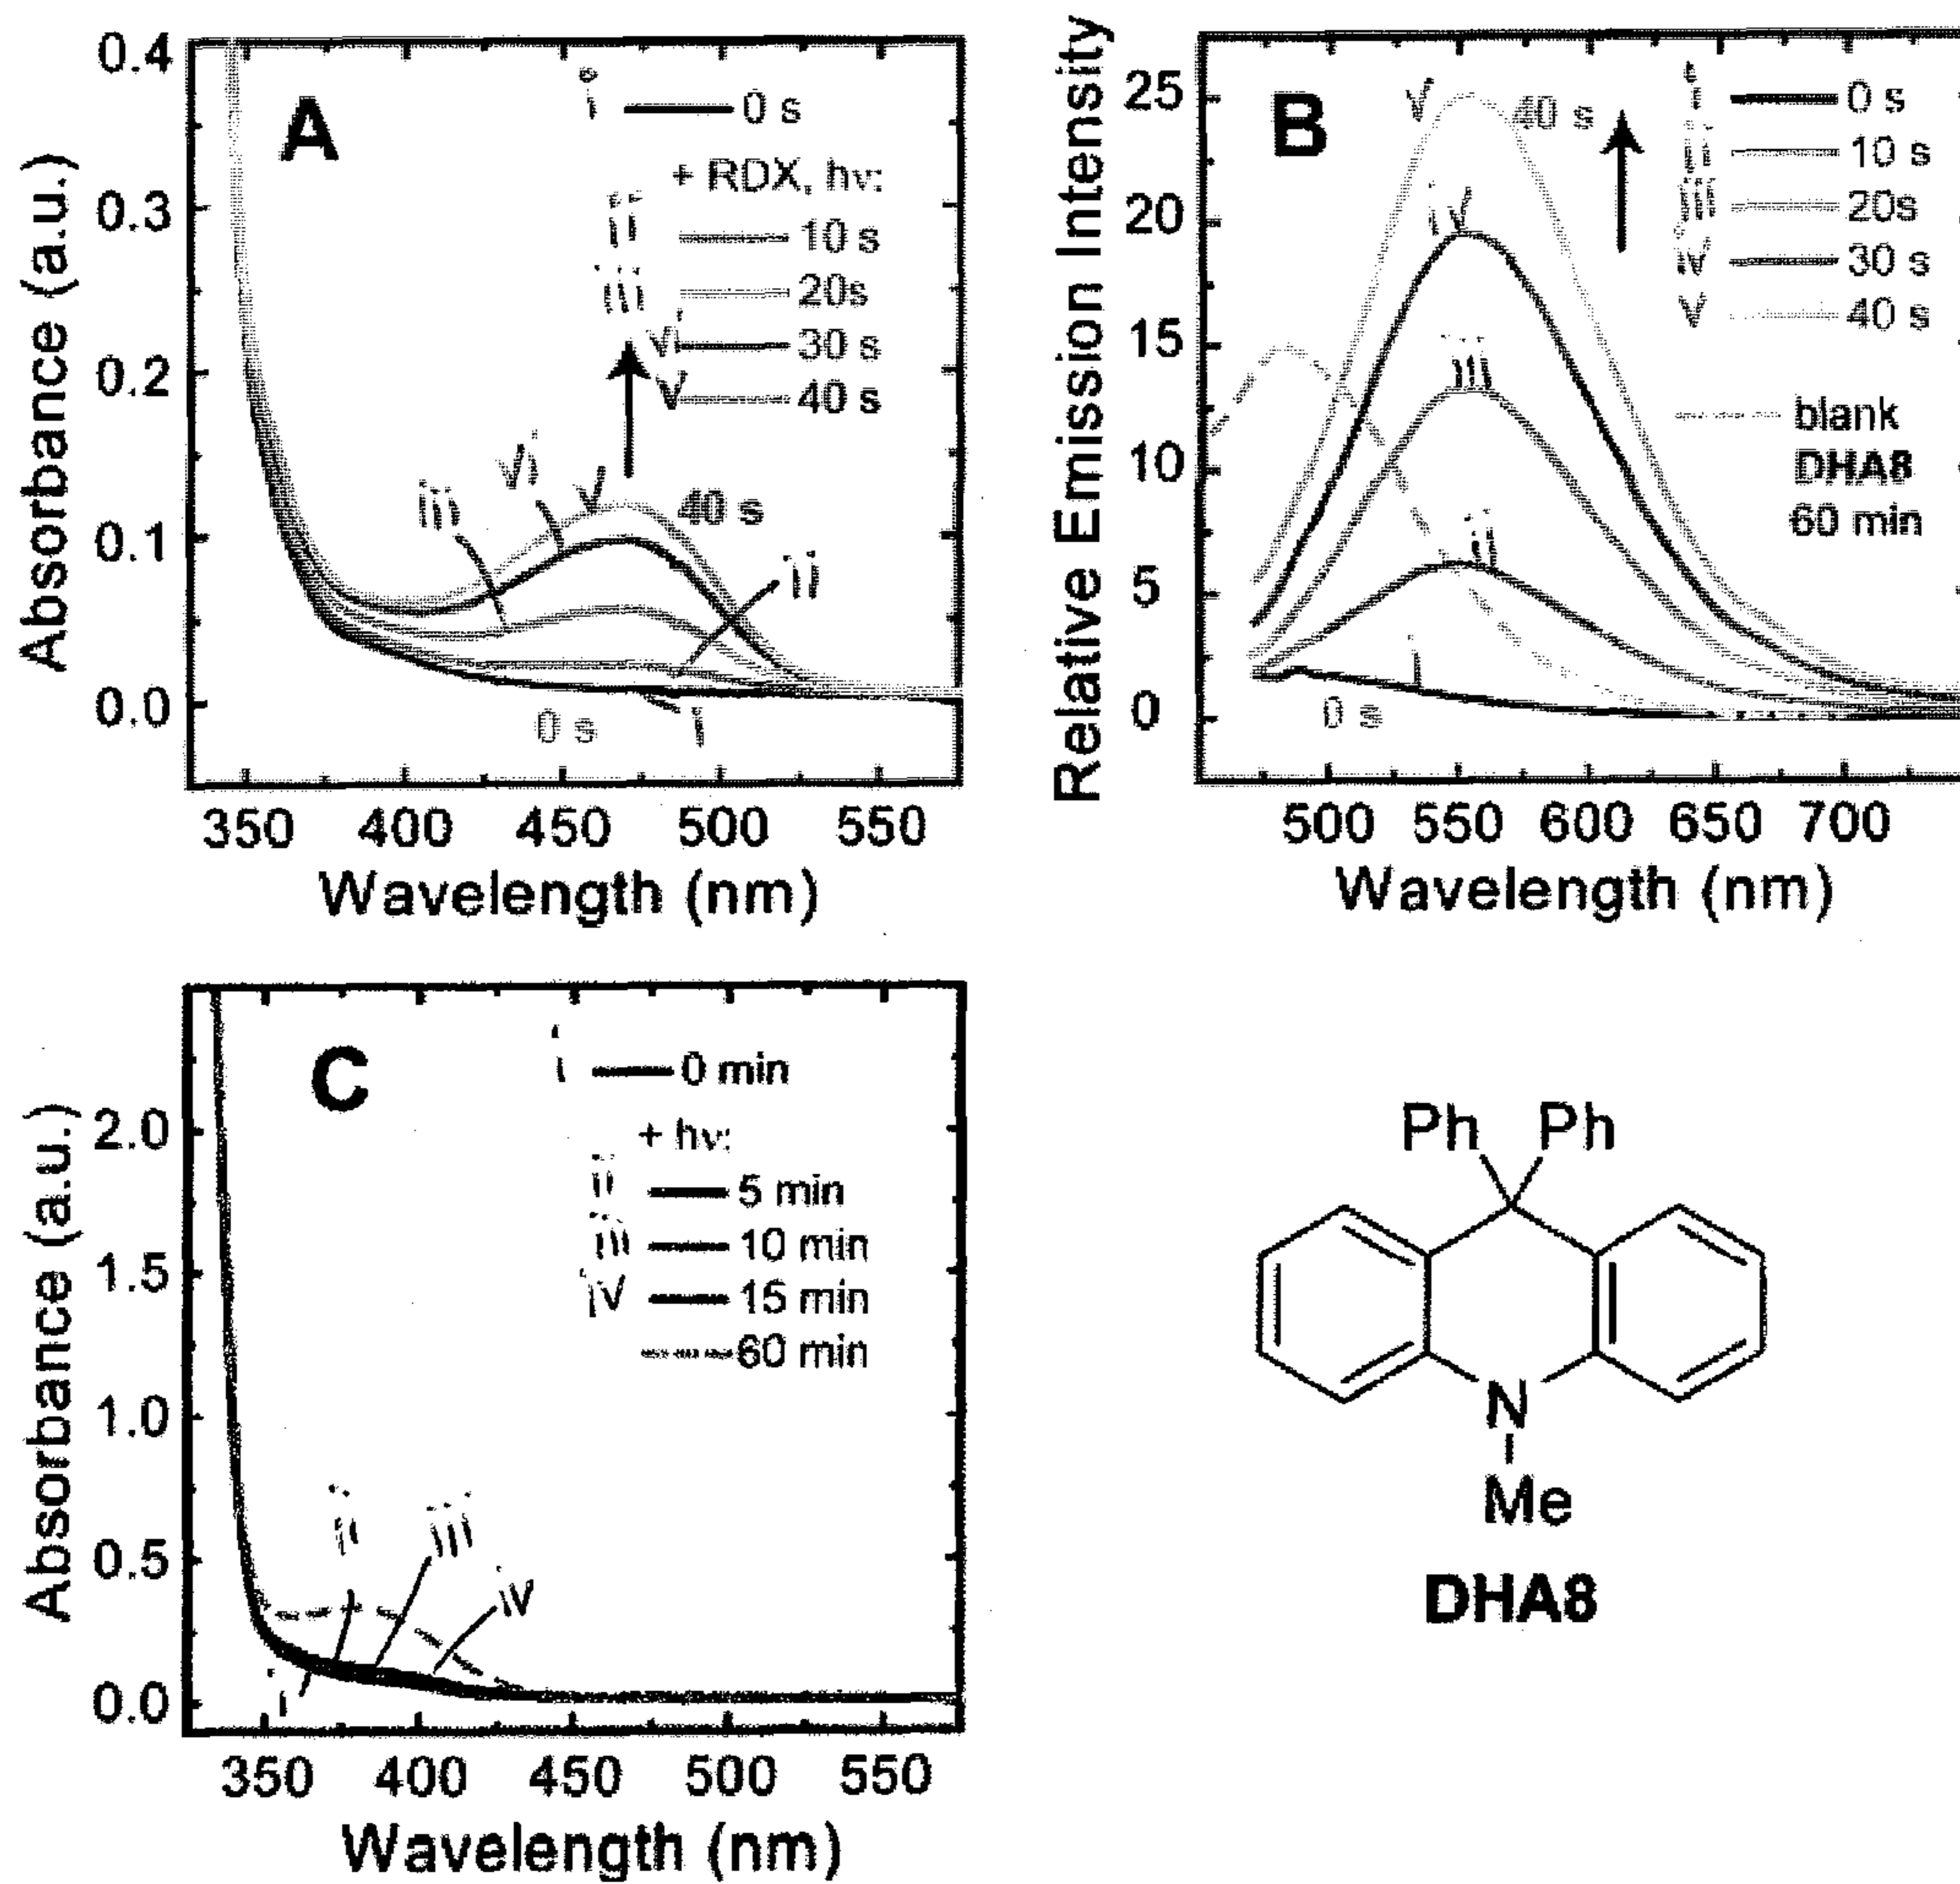 A
i 0 s
+ RDX, hv:
ii 10 s
iii 20s
vi 30 s
v 40 s
iii vi v 40 s
ii
0 s i
0.4
0.3
0.2
0.1
0.0
Absorbance (a.u.)
350 400 450 500 550
Wavelength (nm)
B
v 40 s
iv
iii
ii
i
0 s
i 0 s
ii 10 s
iii 20s
iv 30 s
v 40 s
blank
DHA8
60 min
25
20
15
10
5
0
Relative Emission Intensity
500 550 600 650 700
Wavelength (nm)
C
i 0 min
+ hv:
ii 5 min
iii 10 min
iv 15 min
60 min
ii iii iv
i
2.0
1.5
1.0
0.5
0.0
Absorbance (a.u.)
350 400 450 500 550
Wavelength (nm)
Ph Ph
N
Me
DHA8